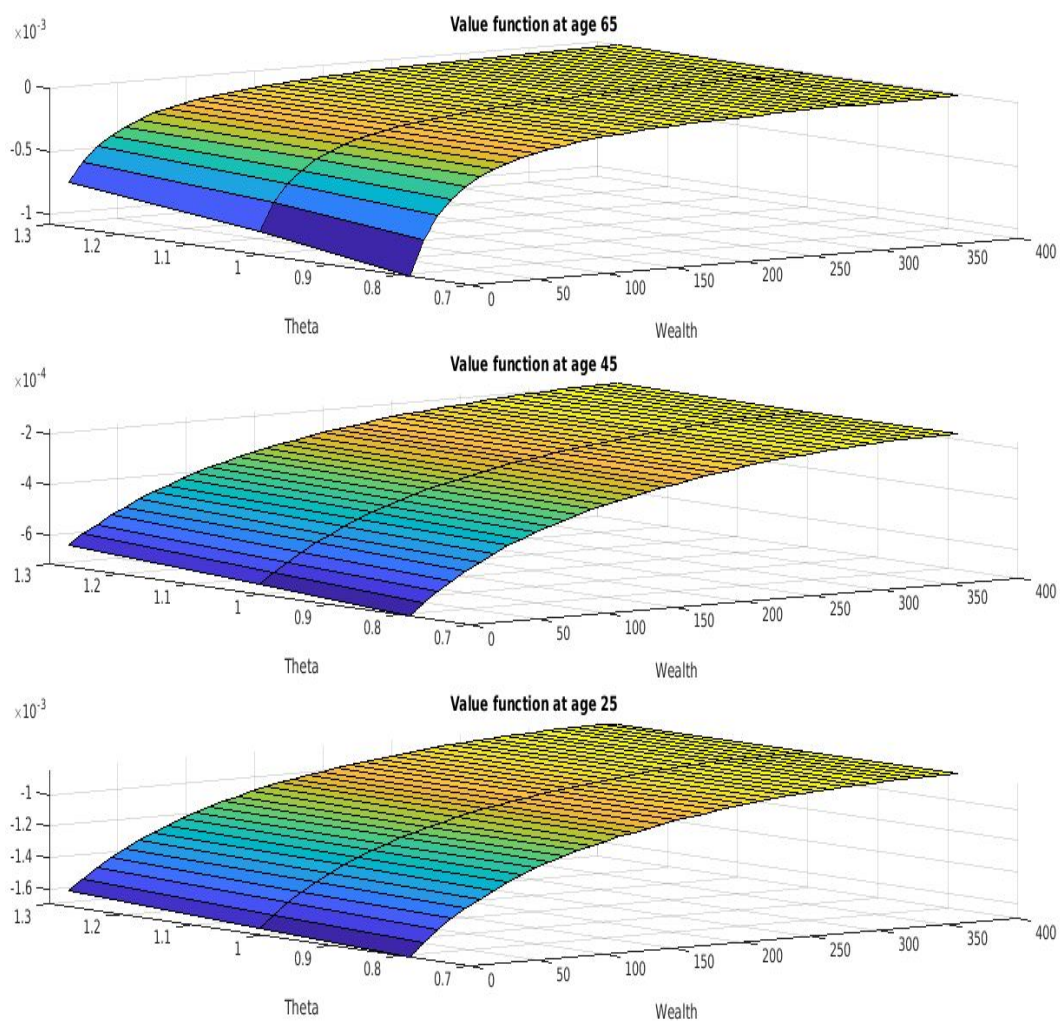 Value function at age 65
×10⁻³
0
-0.5
-1
1.3 1.2 1.1 1 0.9 0.8 0.7
0 50 100 150 200 250 300 350 400
Theta Wealth
Value function at age 45
×10⁻⁴
-2
-4
-6
1.3 1.2 1.1 1 0.9 0.8 0.7
0 50 100 150 200 250 300 350 400
Theta Wealth
Value function at age 25
×10⁻³
-1
-1.2
-1.4
-1.6
1.3 1.2 1.1 1 0.9 0.8 0.7
0 50 100 150 200 250 300 350 400
Theta Wealth